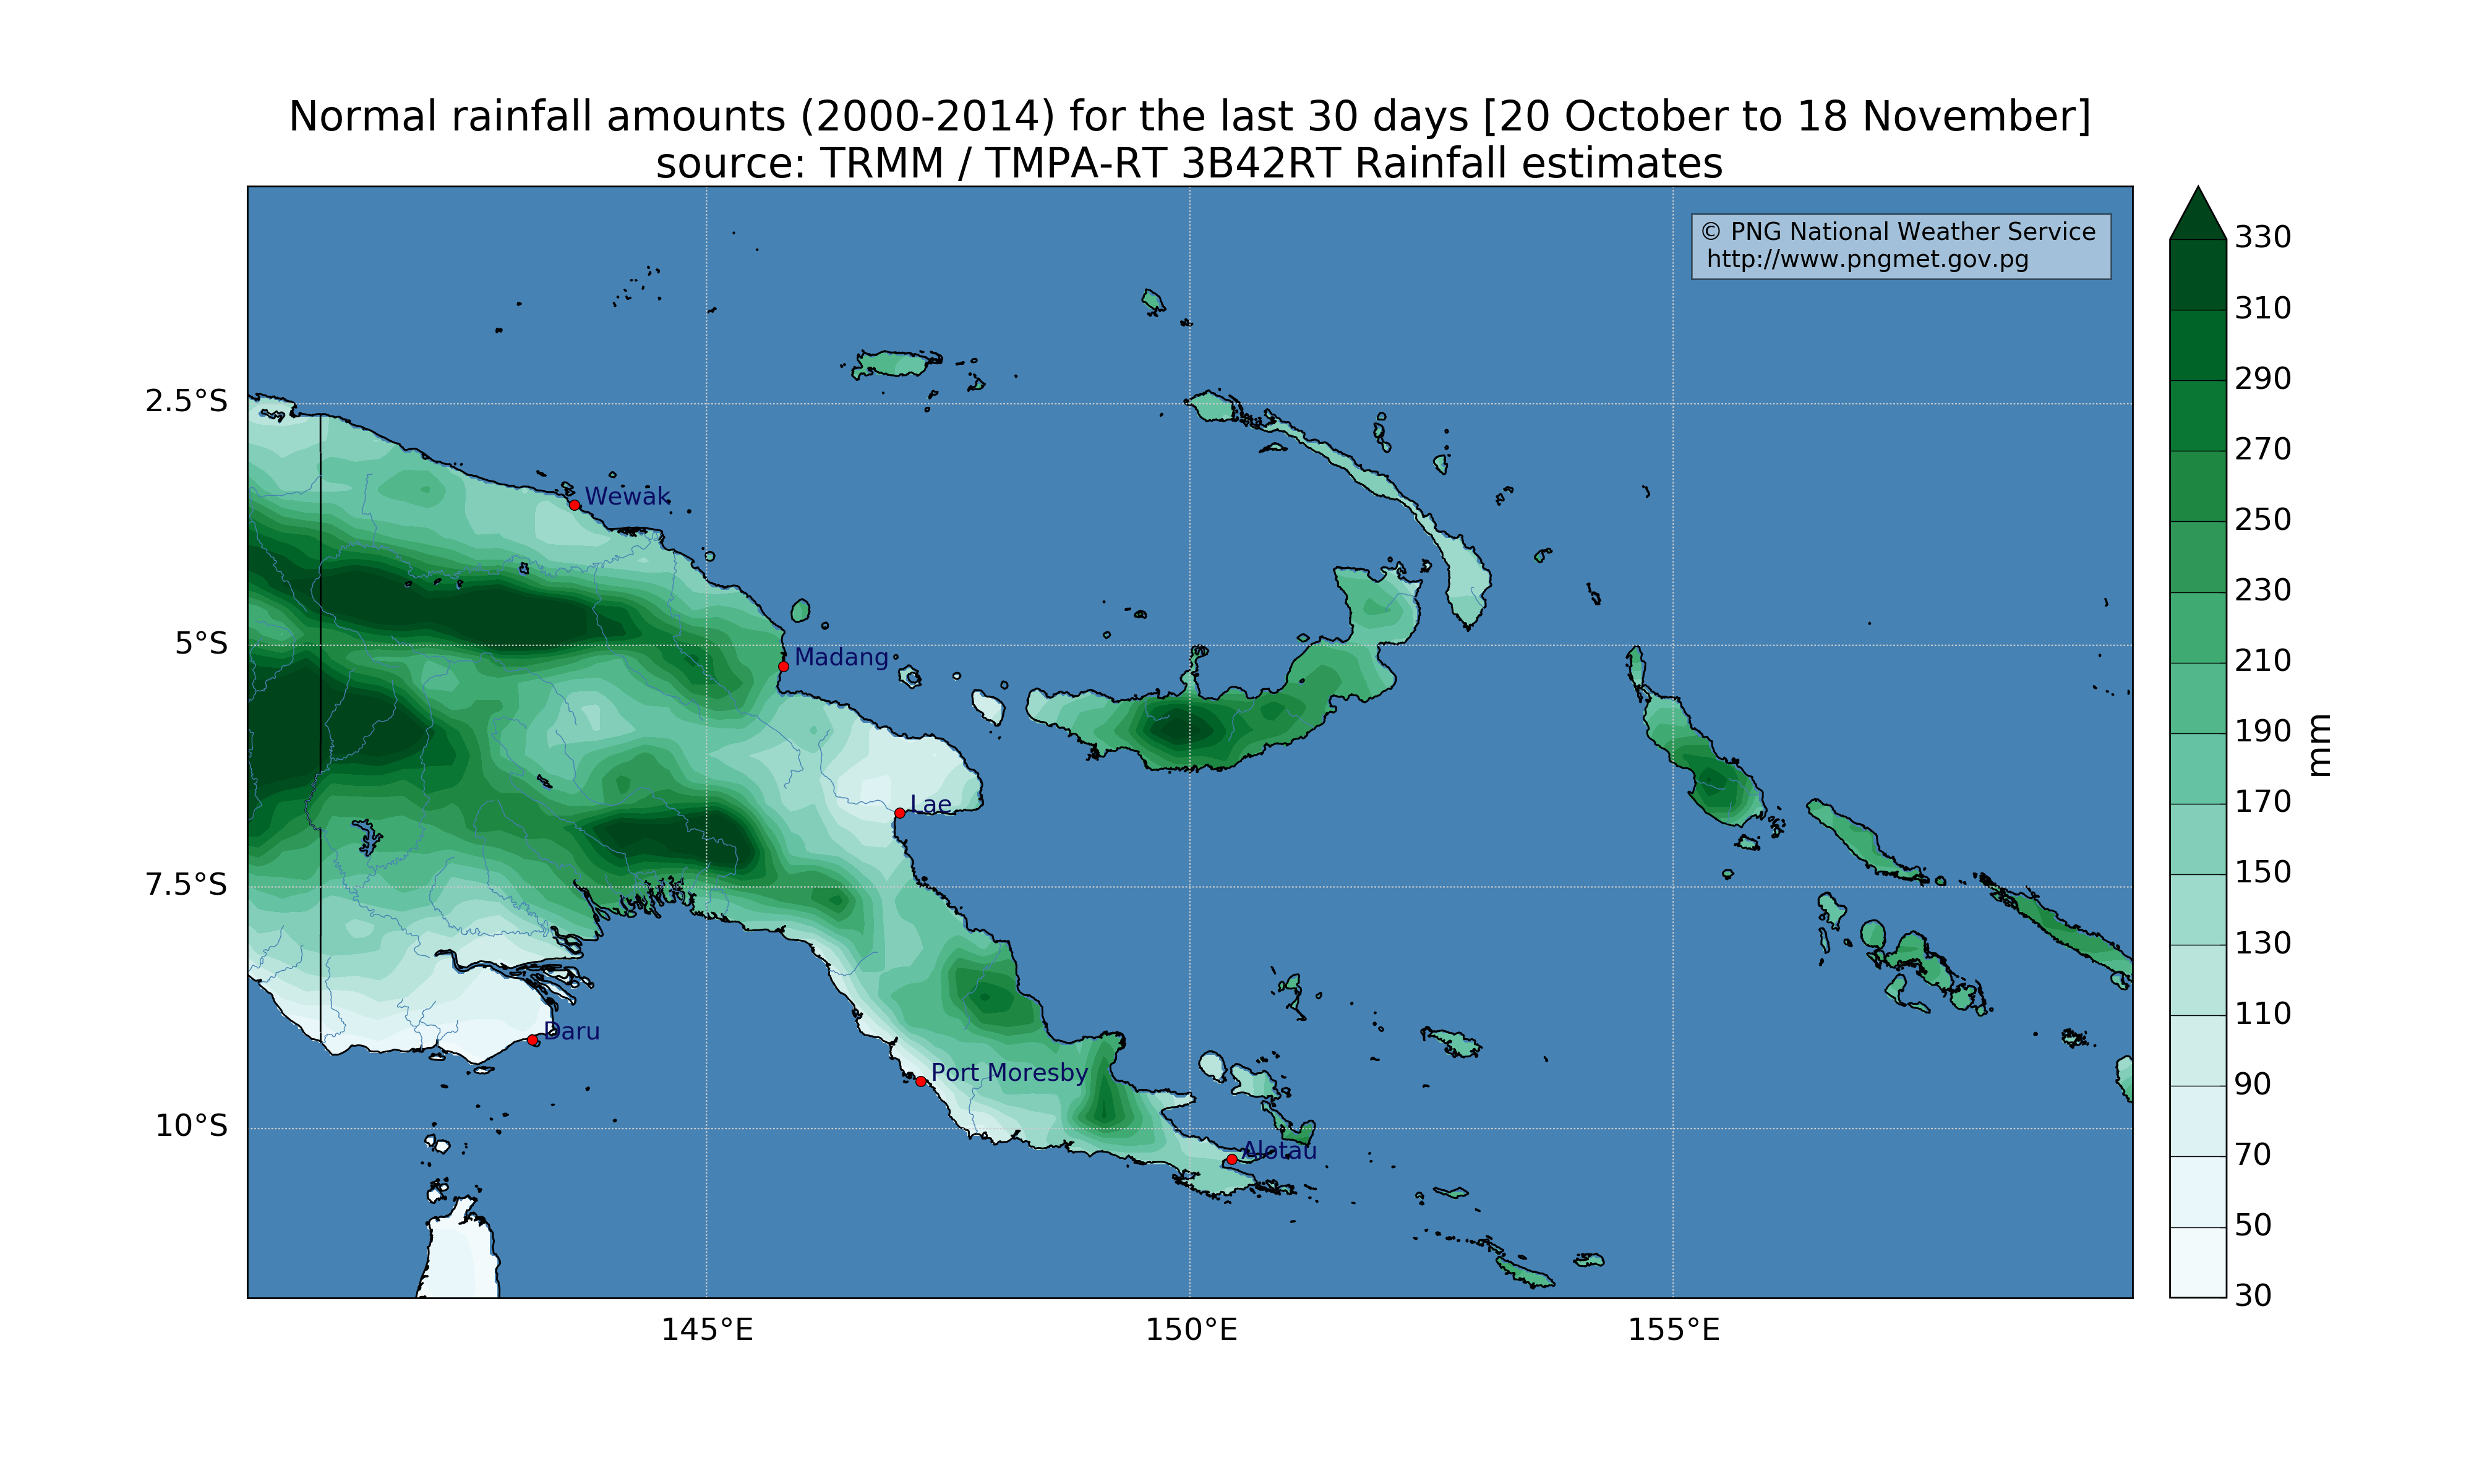 Normal rainfall amounts (2000-2014) for the last 30 days [20 October to 18 November]
source: TRMM / TMPA-RT 3B42RT Rainfall estimates
© PNG National Weather Service
http://www.pngmet.gov.pg
330
310
290
270
250
230
210
190
170
150
130
110
90
70
50
30
mm
2.5°S
5°S
7.5°S
10°S
Wewak
Madang
Lae
Daru
Port Moresby
Alotau
145°E
150°E
155°E